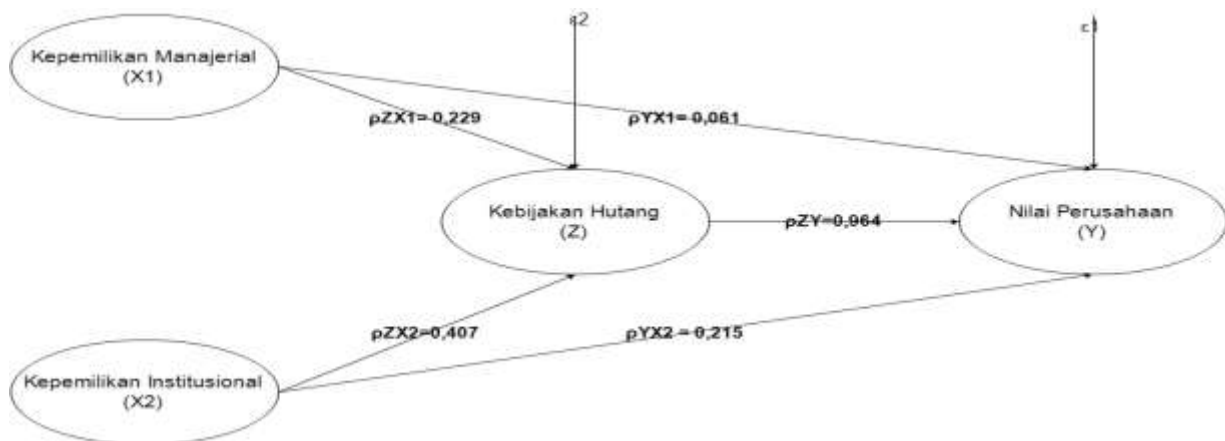 Kepemilikan Manajerial
(X1)
ε2
ε1
ρZX1= 0,229
ρYX1= 0,061
Kebijakan Hutang
(Z)
ρZY=0,964
Nilai Perusahaan
(Y)
ρZX2=0,407
ρYX2 = 0,215
Kepemilikan Institusional
(X2)